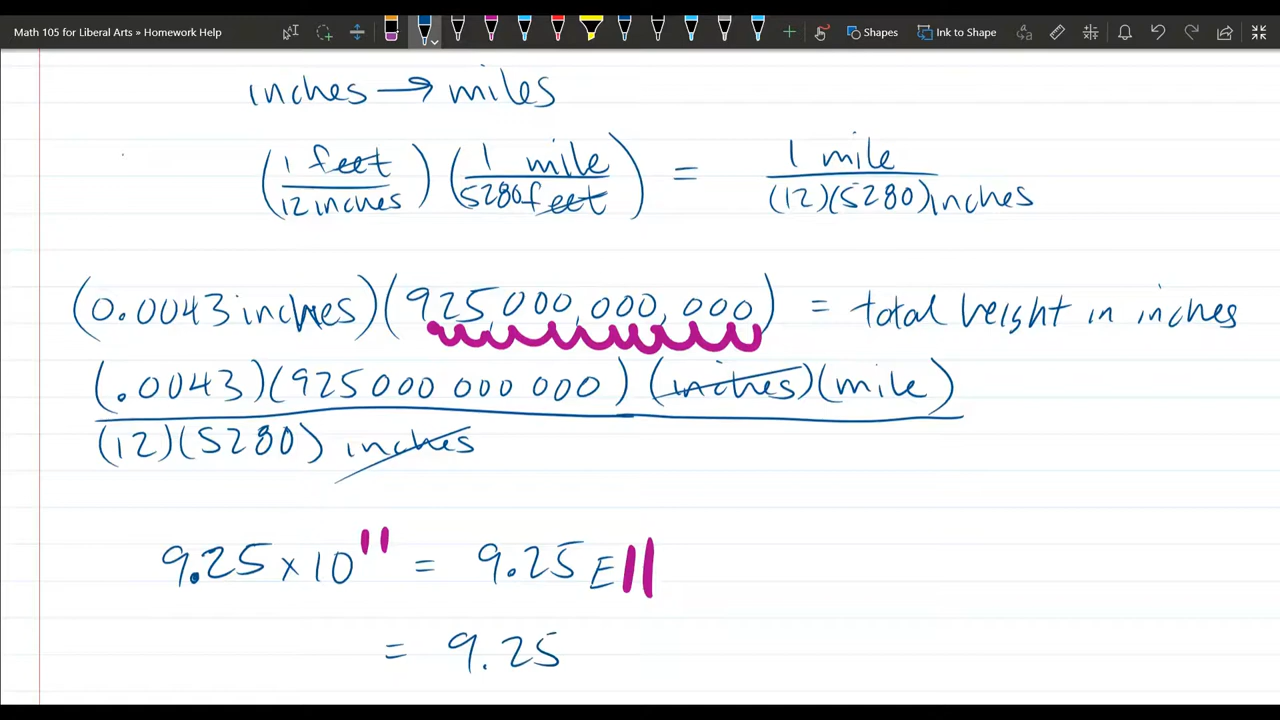 Math 105 for Liberal Arts » Homework Help
Shapes
Ink to Shape
inches → miles
(1 feet / 12 inches) (1 mile / 5280 feet) = 1 mile / (12)(5280) inches
(0.0043 inches)(925,000,000,000) = total height in inches
(.0043)(925 000 000 000) (inches)(mile)
(12)(5280) inches
9.25 × 10¹¹ = 9.25 E11
= 9.25